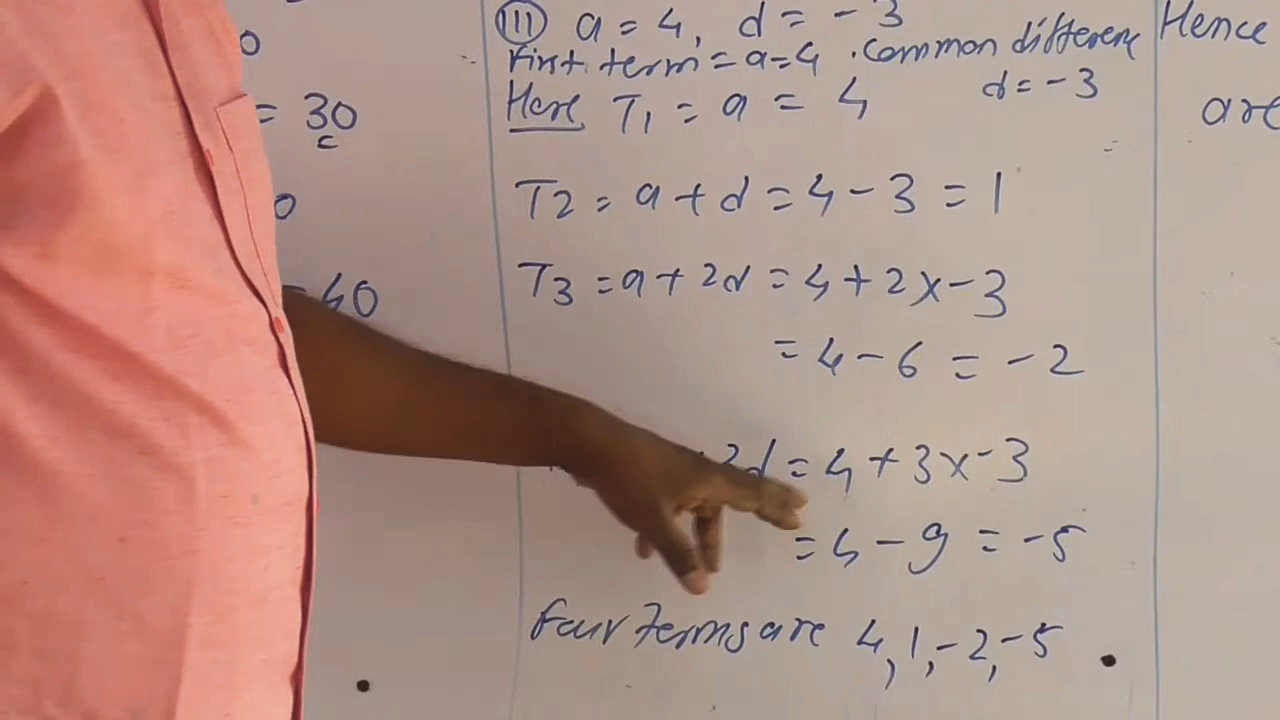 0
= 30
c
0
= 40
(111) a = 4, d = - 3
First term = a = 4 . common differene
d = - 3
Here T1 = a = 4
T2 = a + d = 4 - 3 = 1
T3 = a + 2d = 4 + 2 x - 3
= 4 - 6 = - 2
3d = 4 + 3 x - 3
= 4 - 9 = - 5
four terms are 4, 1, - 2, - 5
Hence
are